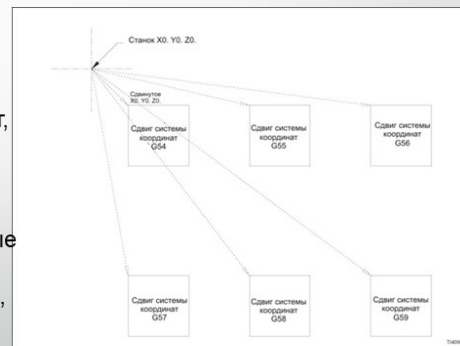 Станок X0. Y0. Z0.
Сдвинутое
X0. Y0. Z0.
Сдвиг системы
координат
G54
Сдвиг системы
координат
G55
Сдвиг системы
координат
G56
Сдвиг системы
координат
G57
Сдвиг системы
координат
G58
Сдвиг системы
координат
G59